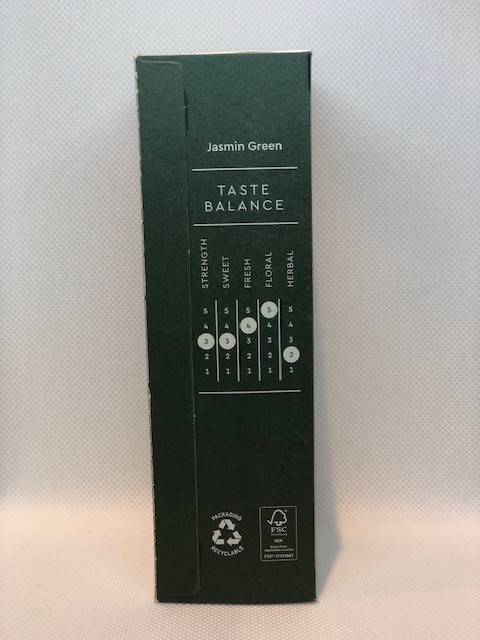 Jasmin Green
TASTE
BALANCE
STRENGTH SWEET FRESH FLORAL HERBAL
5 5 5 5 5
4 4 4 4 4
3 3 3 3 3
2 2 2 2 2
1 1 1 1 1
PACKAGING
RECYCLABLE
FSC
MIX